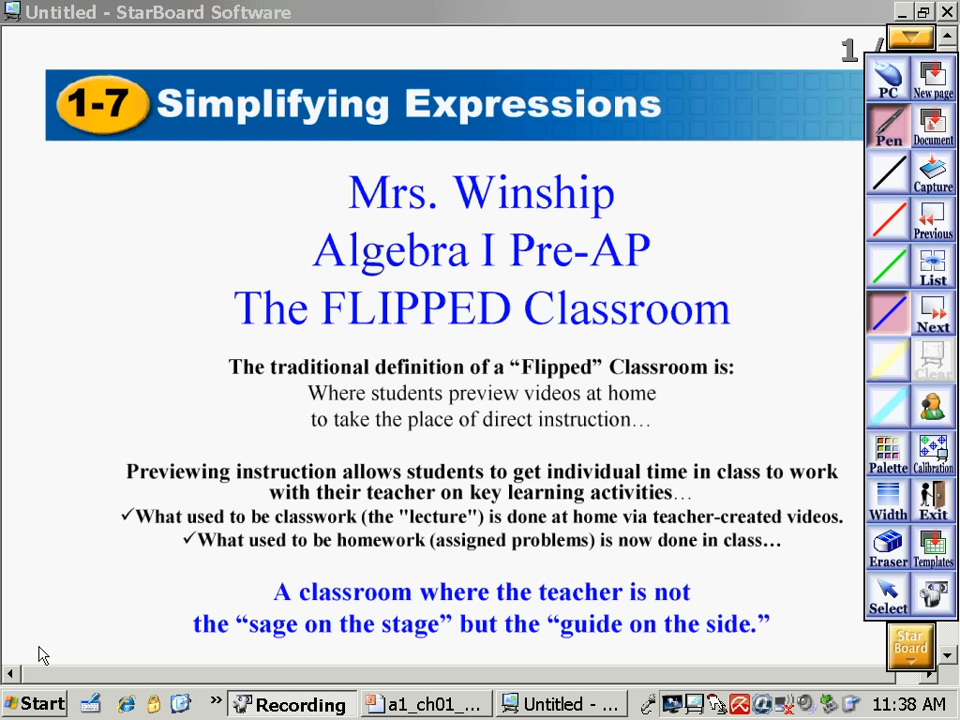 Untitled - StarBoard Software
1 /
1-7 Simplifying Expressions
Mrs. Winship
Algebra I Pre-AP
The FLIPPED Classroom
The traditional definition of a “Flipped” Classroom is:
Where students preview videos at home
to take the place of direct instruction…
Previewing instruction allows students to get individual time in class to work
with their teacher on key learning activities…
✓What used to be classwork (the "lecture") is done at home via teacher-created videos.
✓What used to be homework (assigned problems) is now done in class…
A classroom where the teacher is not
the “sage on the stage” but the “guide on the side.”
PC New page
Pen Document
Capture
Previous
List
Next
Clear
Palette Calibration
Width Exit
Eraser Templates
Select
Star
Board
Start » Recording a1_ch01_... Untitled - ... « 11:38 AM